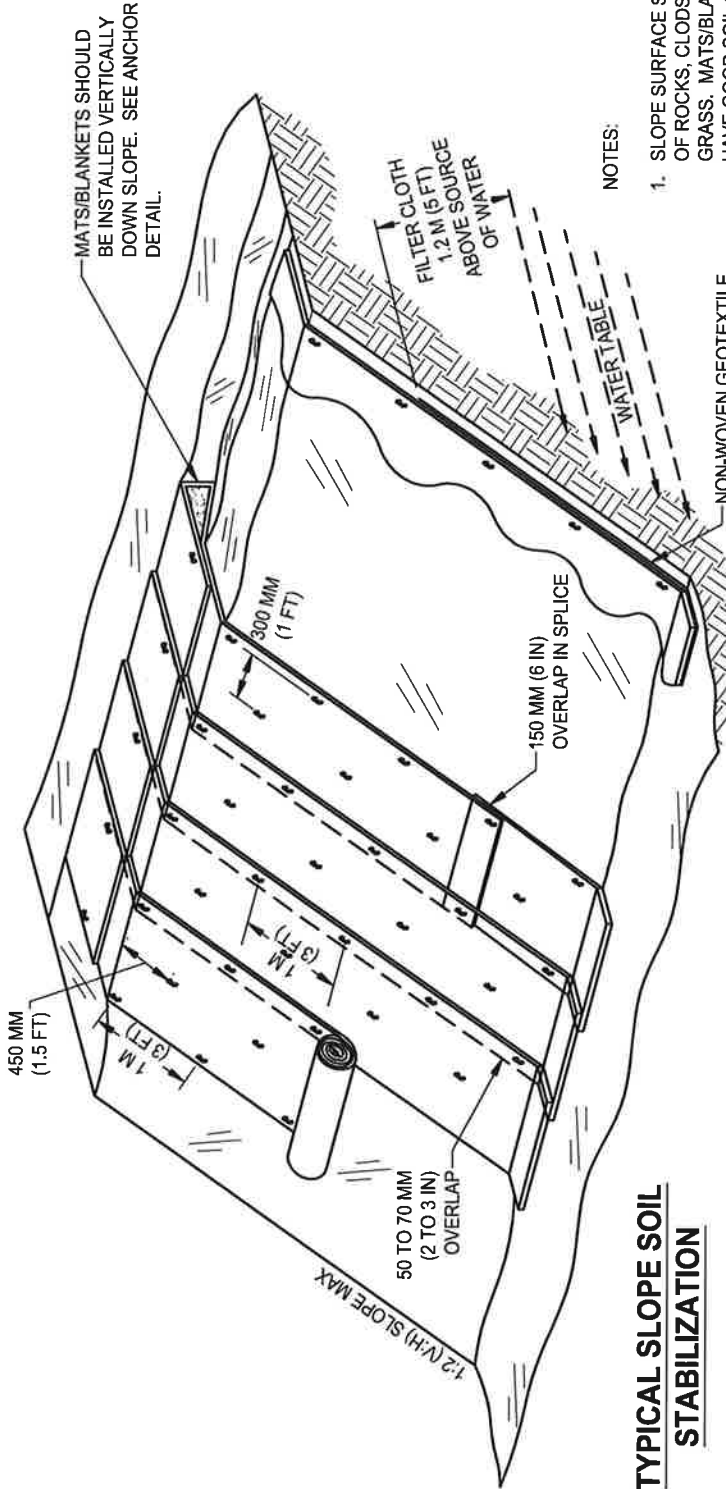 MATS/BLANKETS SHOULD
BE INSTALLED VERTICALLY
DOWN SLOPE. SEE ANCHOR
DETAIL.
450 MM
(1.5 FT)
1 M
(3 FT)
300 MM
(1 FT)
1 M
(3 FT)
FILTER CLOTH
1.2 M (5 FT)
ABOVE SOURCE
OF WATER
WATER TABLE
150 MM (6 IN)
OVERLAP IN SPLICE
50 TO 70 MM
(2 TO 3 IN)
OVERLAP
1:2 (V:H) SLOPE MAX
NON-WOVEN GEOTEXTILE
TYPICAL SLOPE SOIL
STABILIZATION
NOTES:
1. SLOPE SURFACE
OF ROCKS, CLODS
GRASS. MATS/
HAVE GOOD SOIL